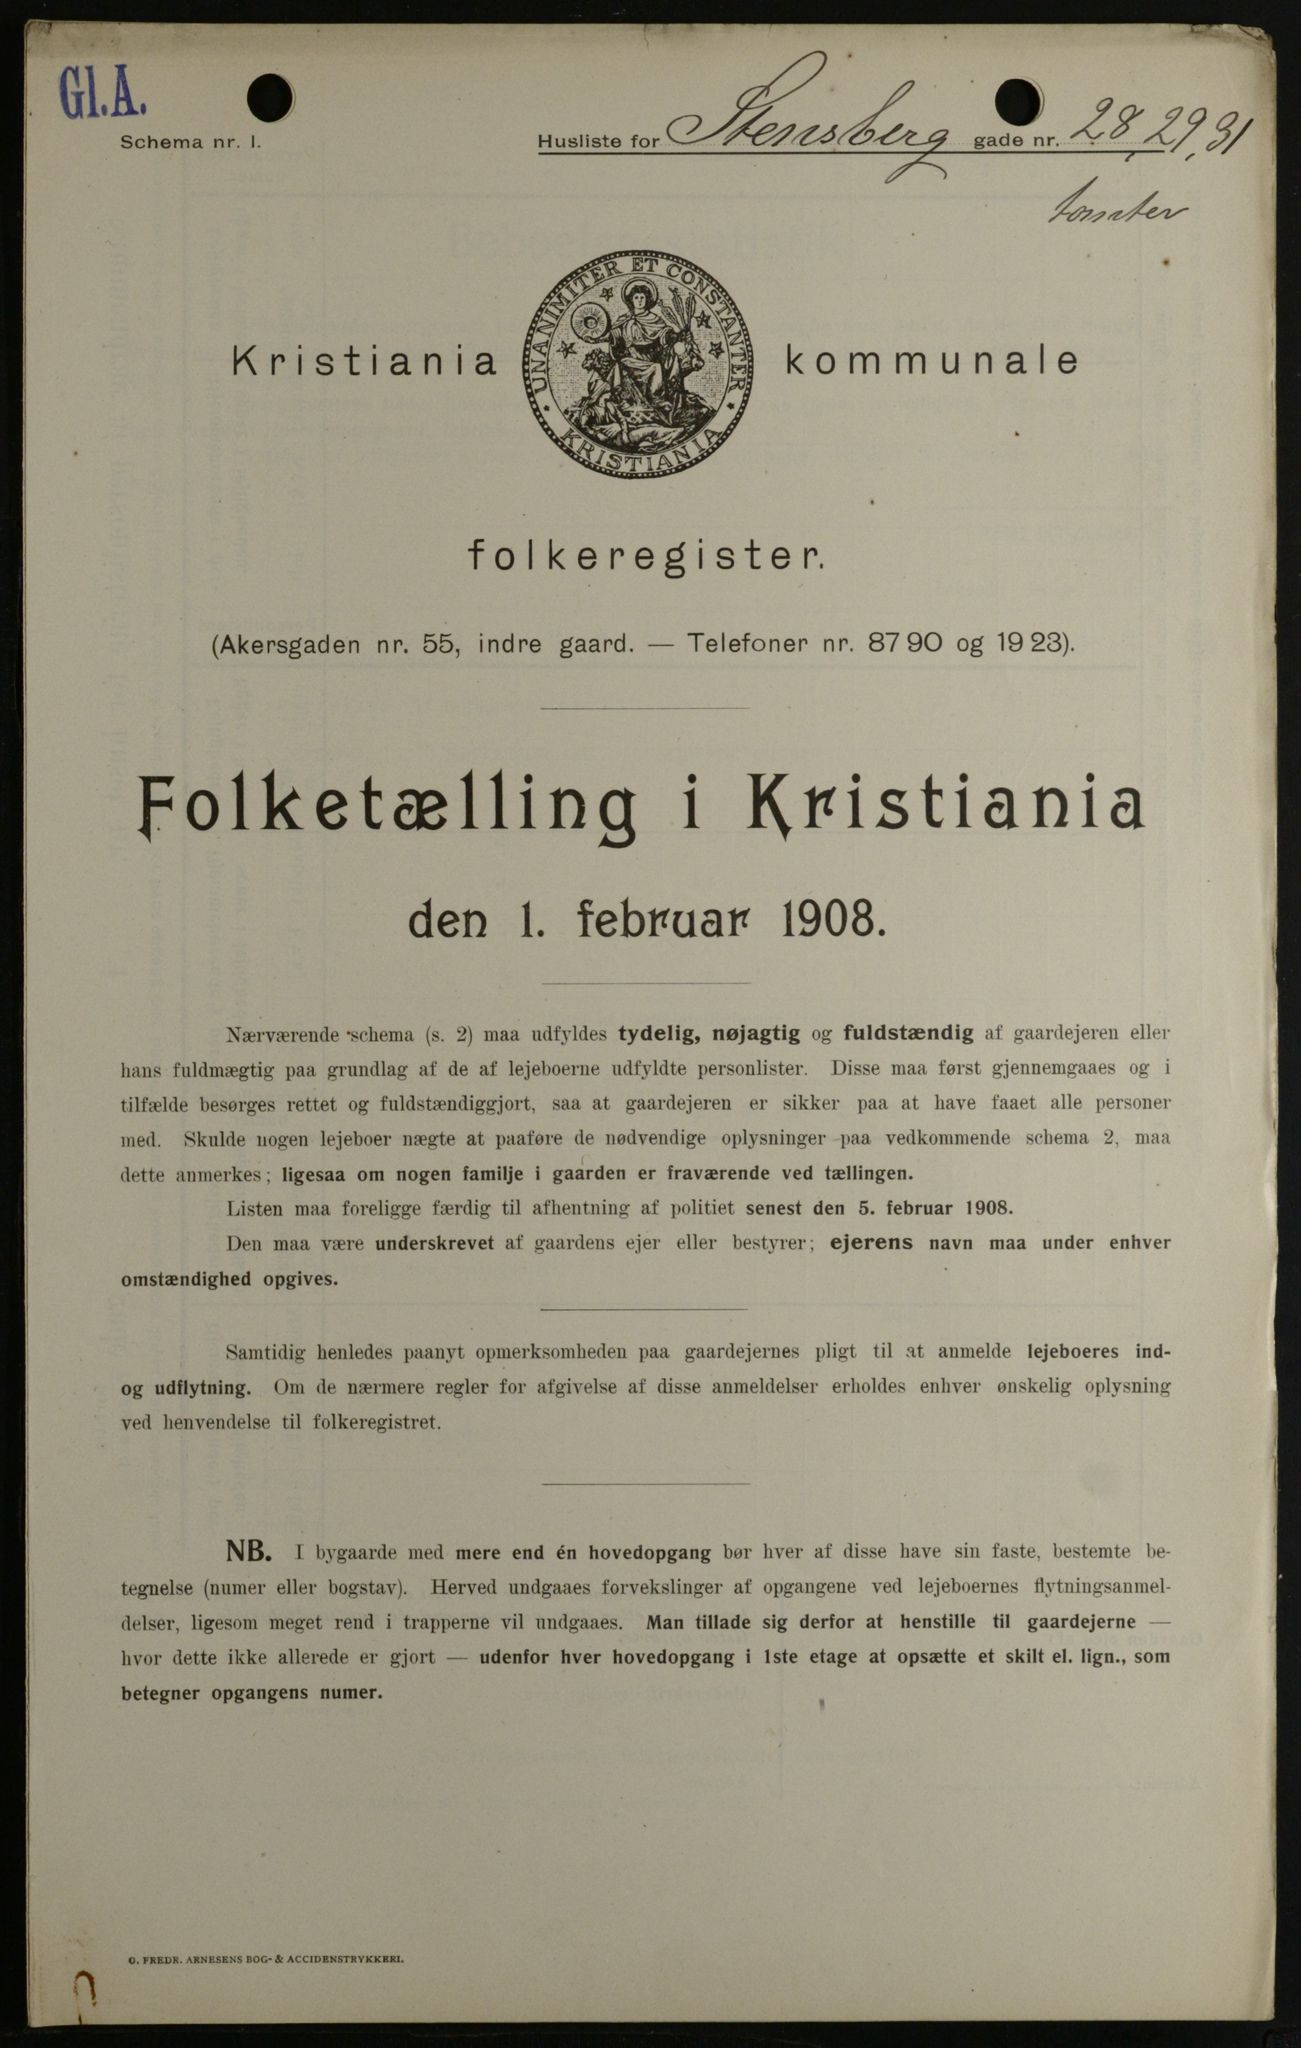 Gl.A.
Schema nr. 1.
Husliste for Stensberg gade nr. 28, 29, 31
tomter
UNANIMITER ET CONSTANTER
KRISTIANIA
Kristiania kommunale
folkeregister.
(Akersgaden nr. 55, indre gaard. — Telefoner nr. 87 90 og 19 23).
Folketælling i Kristiania
den 1. februar 1908.
Nærværende schema (s. 2) maa udfyldes tydelig, nøjagtig og fuldstændig af gaardejeren eller
hans fuldmægtig paa grundlag af de af lejeboerne udfyldte personlister. Disse maa først gjennemgaaes og i
tilfælde besørges rettet og fuldstændiggjort, saa at gaardejeren er sikker paa at have faaet alle personer
med. Skulde nogen lejeboer nægte at paaføre de nødvendige oplysninger paa vedkommende schema 2, maa
dette anmerkes; ligesaa om nogen familje i gaarden er fraværende ved tællingen.
Listen maa foreligge færdig til afhentning af politiet senest den 5. februar 1908.
Den maa være underskrevet af gaardens ejer eller bestyrer; ejerens navn maa under enhver
omstændighed opgives.
Samtidig henledes paanyt opmerksomheden paa gaardejernes pligt til at anmelde lejeboeres ind-
og udflytning. Om de nærmere regler for afgivelse af disse anmeldelser erholdes enhver ønskelig oplysning
ved henvendelse til folkeregistret.
NB. I bygaarde med mere end én hovedopgang bør hver af disse have sin faste, bestemte be-
tegnelse (numer eller bogstav). Herved undgaaes forvekslinger af opgangene ved lejeboernes flytningsanmel-
delser, ligesom meget rend i trapperne vil undgaaes. Man tillade sig derfor at henstille til gaardejerne —
hvor dette ikke allerede er gjort — udenfor hver hovedopgang i 1ste etage at opsætte et skilt el. lign., som
betegner opgangens numer.
O. FREDR. ARNESENS BOG- & ACCIDENSTRYKKERI.